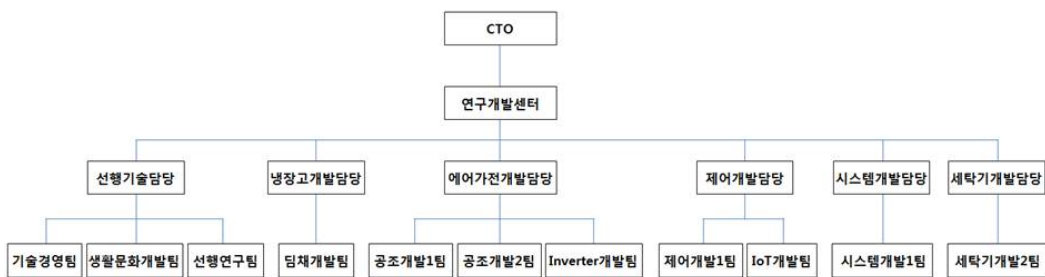 CTO
연구개발센터
선행기술담당 냉장고개발담당 에어가전개발담당 제어개발담당 시스템개발담당 세탁기개발담당
기술경영팀 생활문화개발팀 선행연구팀 딤채개발팀 공조개발1팀 공조개발2팀 Inverter개발팀 제어개발1팀 IoT개발팀 시스템개발1팀 세탁기개발2팀